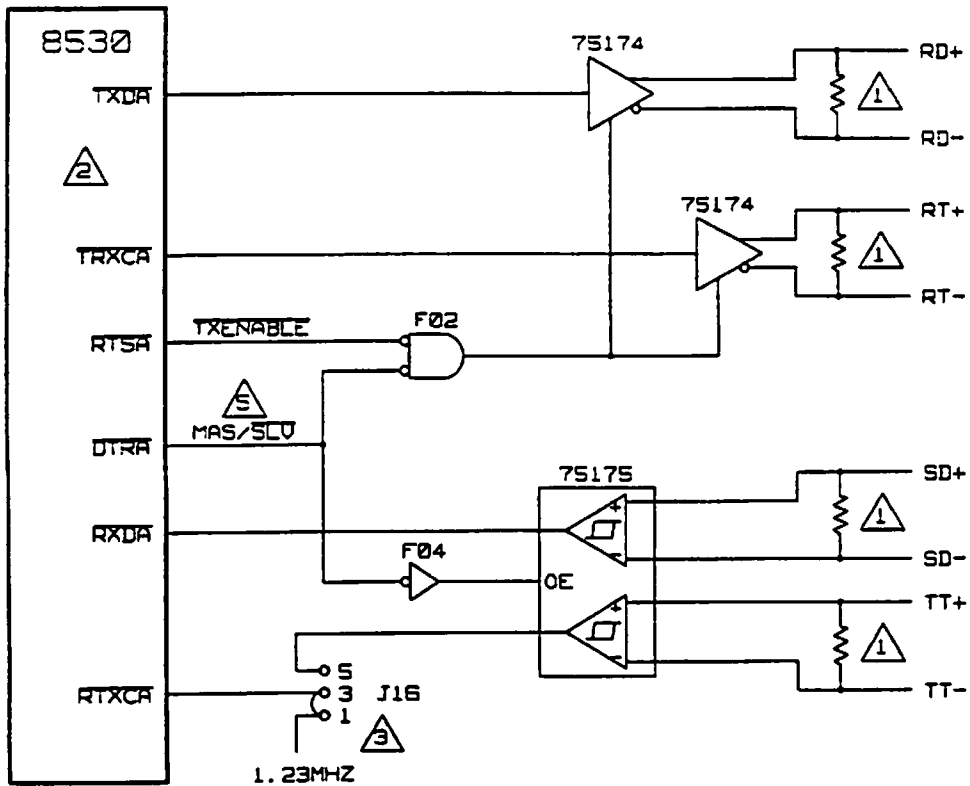 8530
75174
RD+
TXDA
1
RD-
2
75174
RT+
TRXCA
1
RT-
TXENABLE
F02
RTSA
5
MAS/SLV
DTRA
75175
SD+
+
1
RXDA
-
SD-
F04
OE
TT+
+
1
-
5
RTXCA
3 J16
TT-
1
3
1.23MHZ